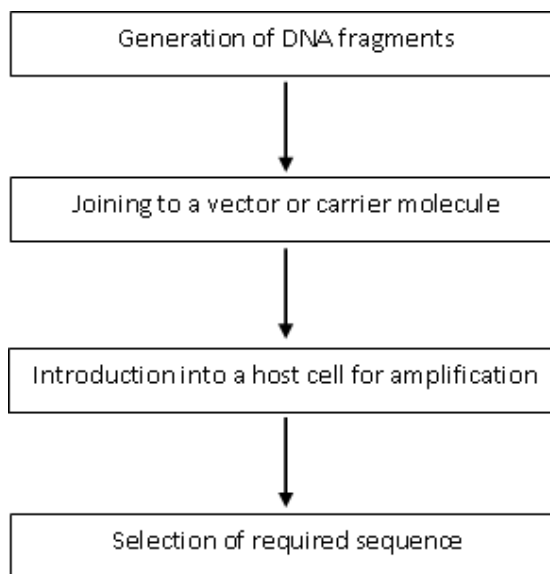 Generation of DNA fragments
Joining to a vector or carrier molecule
Introduction into a host cell for amplification
Selection of required sequence